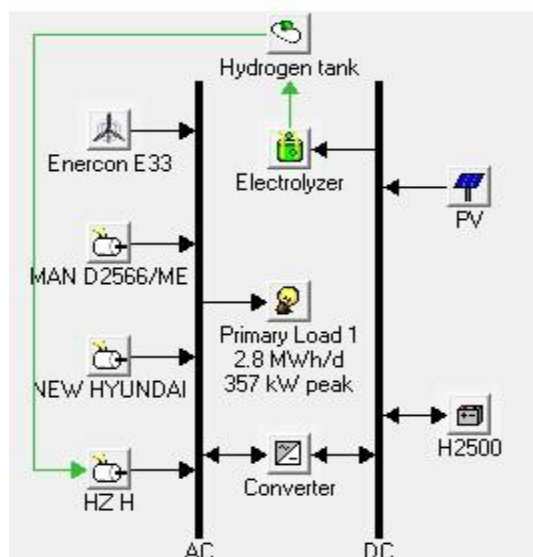 Hydrogen tank
Enercon E33
Electrolyzer
PV
MAN D2566/ME
Primary Load 1
2.8 MWh/d
357 kW peak
NEW HYUNDAI
H2500
HZ H
Converter
AC
DC